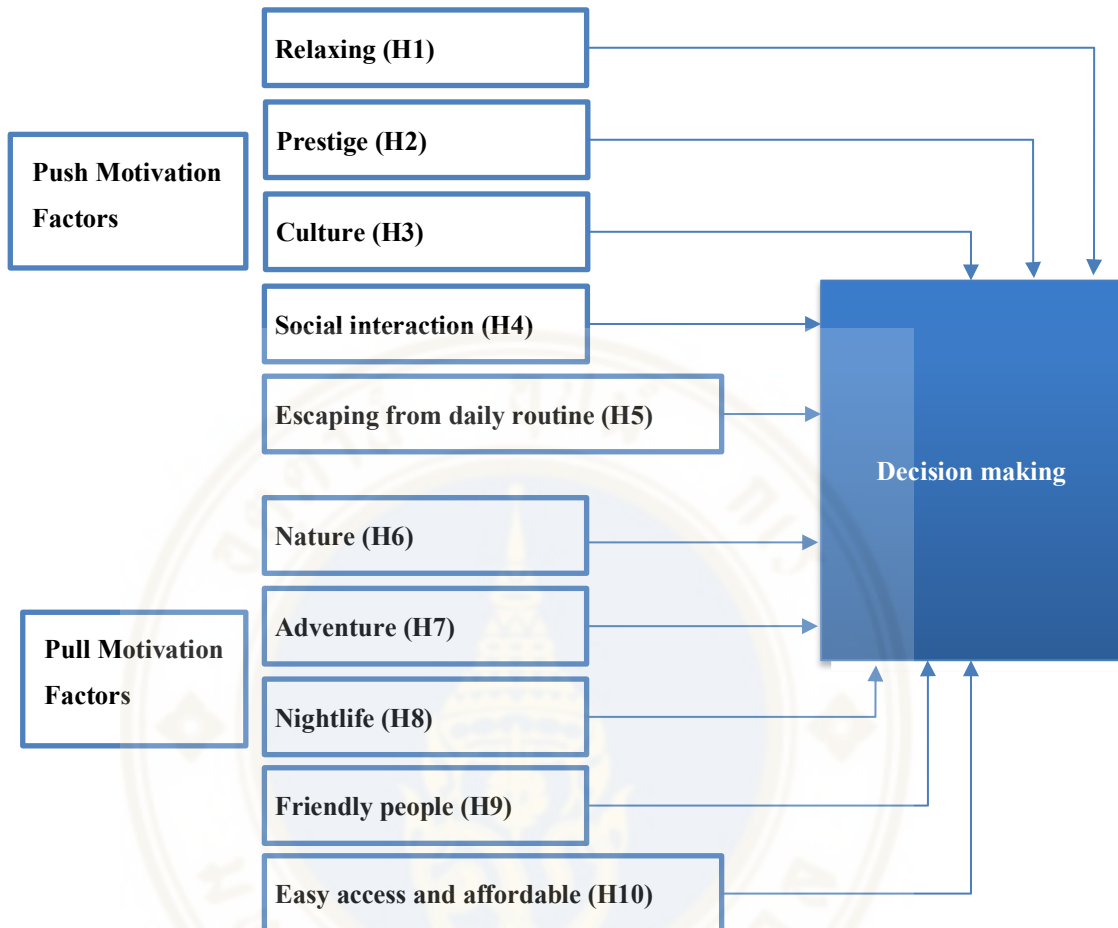 Relaxing (H1)
Prestige (H2)
Push Motivation
Factors
Culture (H3)
Social interaction (H4)
Escaping from daily routine (H5)
Decision making
Nature (H6)
Adventure (H7)
Pull Motivation
Factors
Nightlife (H8)
Friendly people (H9)
Easy access and affordable (H10)